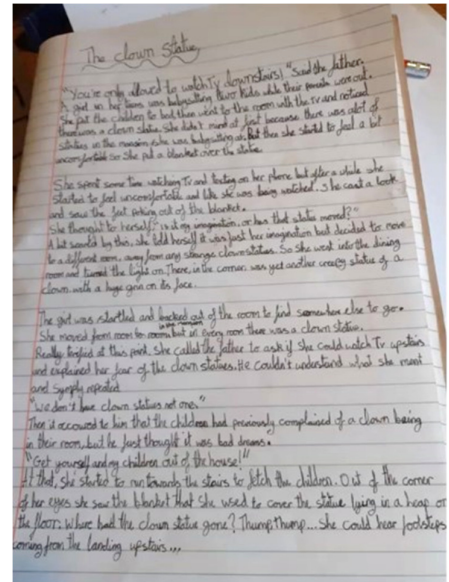 The clown Statue
"You're only allowed to watch Tv downstairs!" Said the father.
A girl in her teens was babysitting two kids while their parents were out.
She put the children to bed then went to the room with the Tv and noticed
there was a clown statue. She didn't mind at first because there was alot of
statues in the mansion she was babysitting at. But then she started to feel a bit
uncomfortable so she put a blanket over the statue.
She spent some time watching Tv and texting on her phone but after a while she
started to feel uncomfortable and like she was being watched. She cast a look
and saw the feet poking out of the blanket.
She thought to herself? Is it my imagination, or has that statue moved?"
A bit scared by this, she told herself it was just her imagination but decided to move
to a different room, away from any strange clown statues. So she went into the dining
room and turned the light on. There, in the corner was yet another creepy statue of a
clown with a huge grin on its face.
The girl was startled and backed out of the room to find somewhere else to go.
She moved from room to room in the mansion but in every room there was a clown statue.
Really terrified at this point, she called the father to ask if she could watch Tv upstairs
and explained her fear of the clown statues. He couldn't understand what she meant
and symply repeated
"We don't have clown statues not one."
Then it occoured to him that the children had previously complained of a clown being
in their room, but he just thought it was bad dreams.
"Get yourself and my children out of the house!"
At that, she started to run towards the stairs to fetch the children. Out of the corner
of her eyes she saw the blanket that she used to cover the statue lying in a heap on
the floor. Where had the clown statue gone? Thump, thump... She could hear footsteps
coming from the landing upstairs...